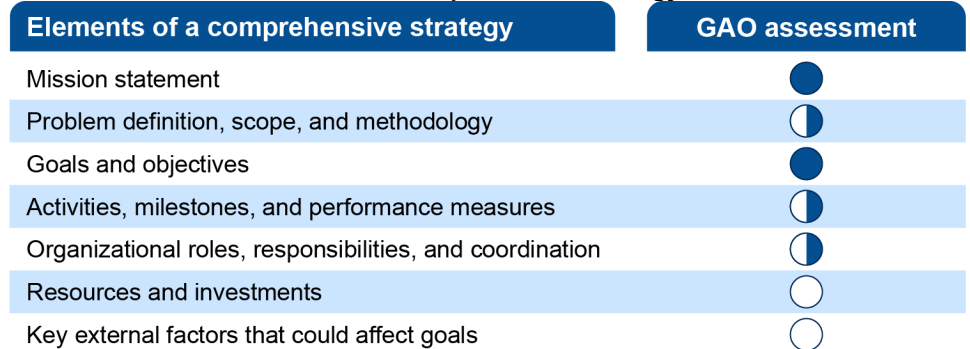 Elements of a comprehensive strategy
GAO assessment
Mission statement
Problem definition, scope, and methodology
Goals and objectives
Activities, milestones, and performance measures
Organizational roles, responsibilities, and coordination
Resources and investments
Key external factors that could affect goals